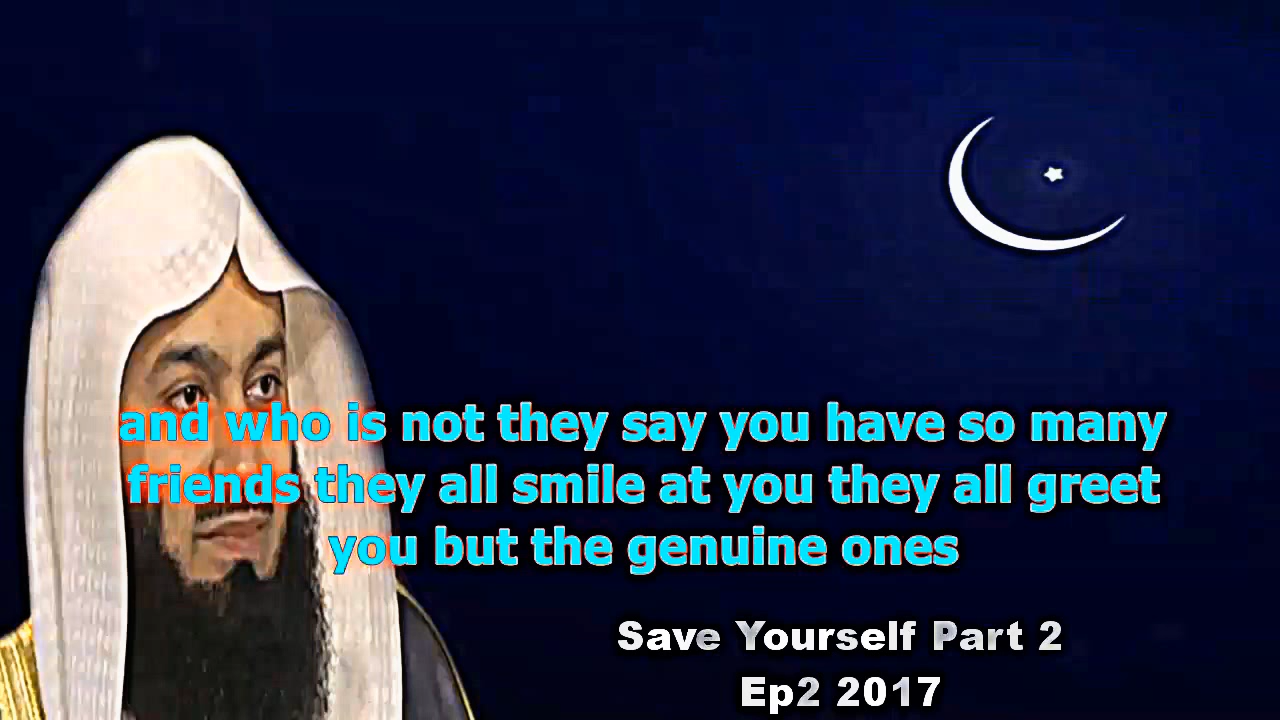 and who is not they say you have so many
friends they all smile at you they all greet
you but the genuine ones
Save Yourself Part 2
Ep2 2017